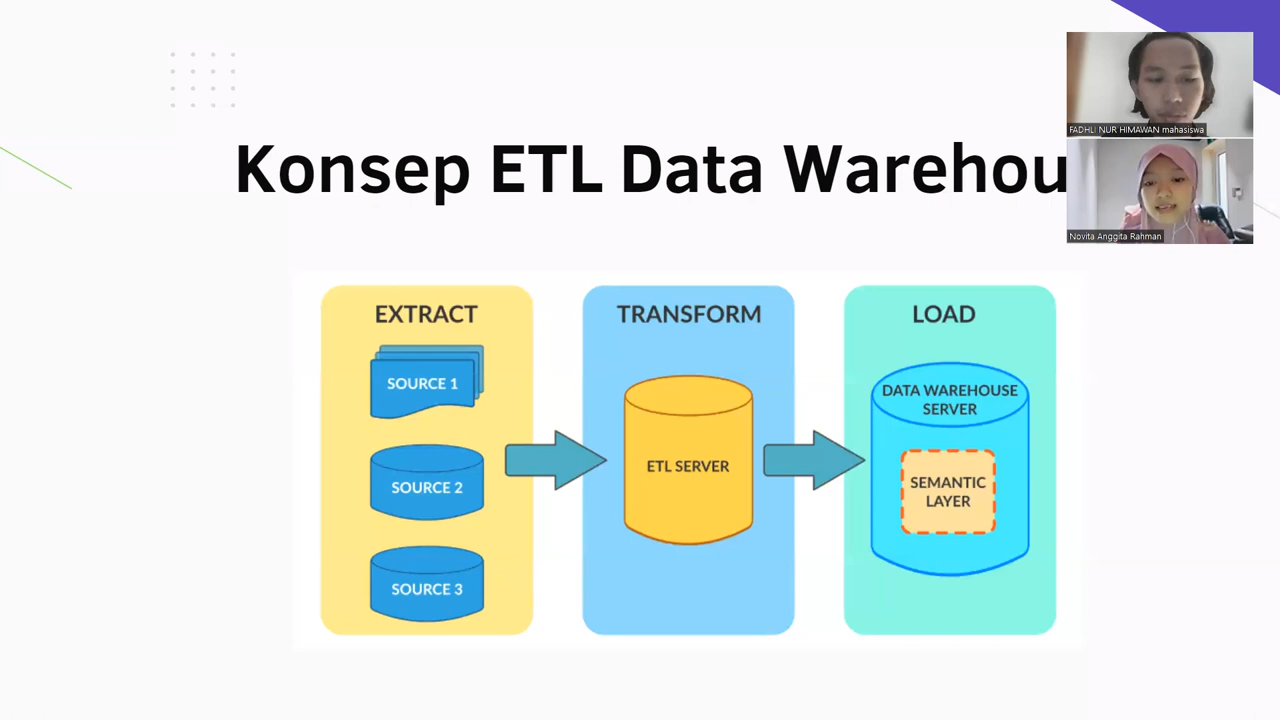 FADHLI NUR HIMAWAN mahasiswa
Konsep ETL Data Warehou
Novita Anggita Rahman
EXTRACT
SOURCE 1
SOURCE 2
SOURCE 3
TRANSFORM
ETL SERVER
LOAD
DATA WAREHOUSE
SERVER
SEMANTIC
LAYER